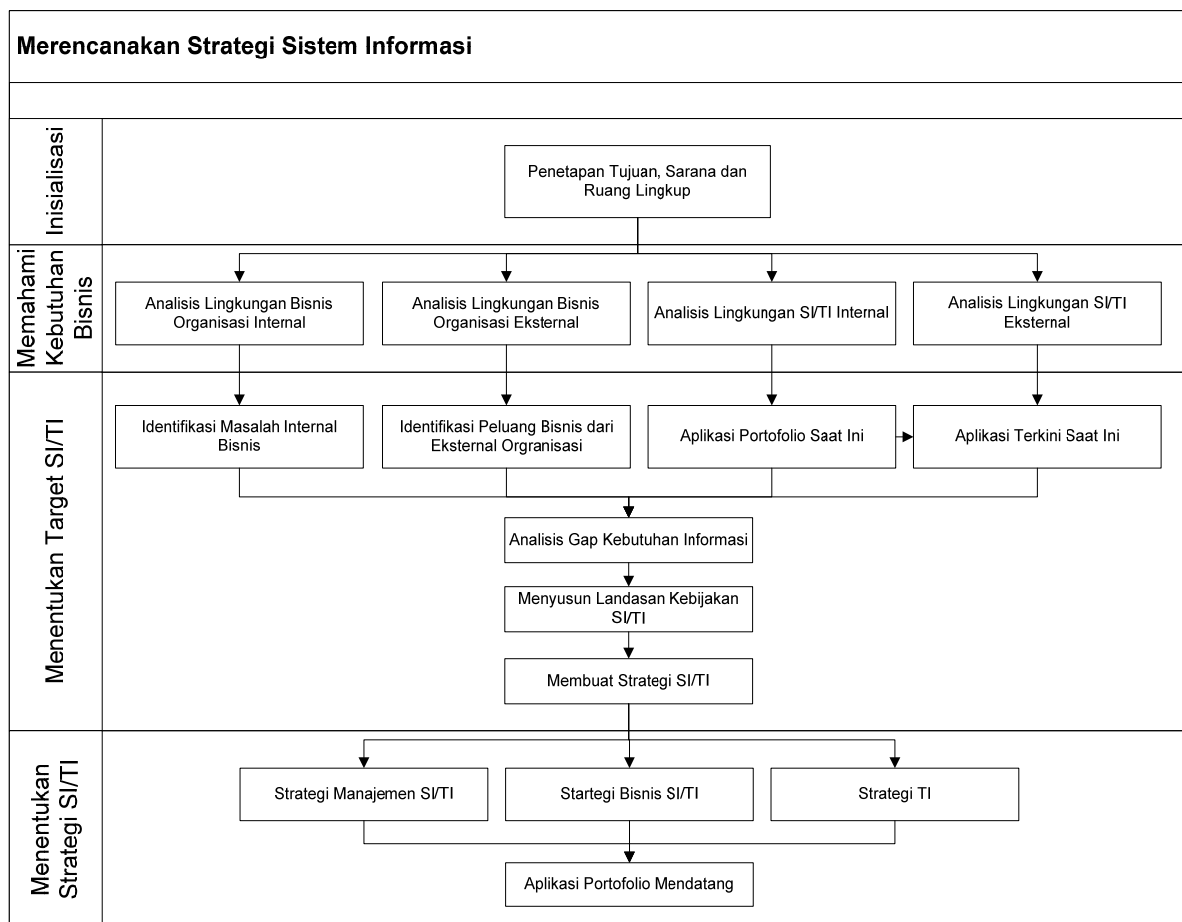 Merencanakan Strategi Sistem Informasi
Inisialisasi
Penetapan Tujuan, Sarana dan
Ruang Lingkup
Memahami
Kebutuhan
Bisnis
Analisis Lingkungan Bisnis
Organisasi Internal
Analisis Lingkungan Bisnis
Organisasi Eksternal
Analisis Lingkungan SI/TI Internal
Analisis Lingkungan SI/TI
Eksternal
Menentukan Target SI/TI
Identifikasi Masalah Internal
Bisnis
Identifikasi Peluang Bisnis dari
Eksternal Orgranisasi
Aplikasi Portofolio Saat Ini
Aplikasi Terkini Saat Ini
Analisis Gap Kebutuhan Informasi
Menyusun Landasan Kebijakan
SI/TI
Membuat Strategi SI/TI
Menentukan
Strategi SI/TI
Strategi Manajemen SI/TI
Startegi Bisnis SI/TI
Strategi TI
Aplikasi Portofolio Mendatang